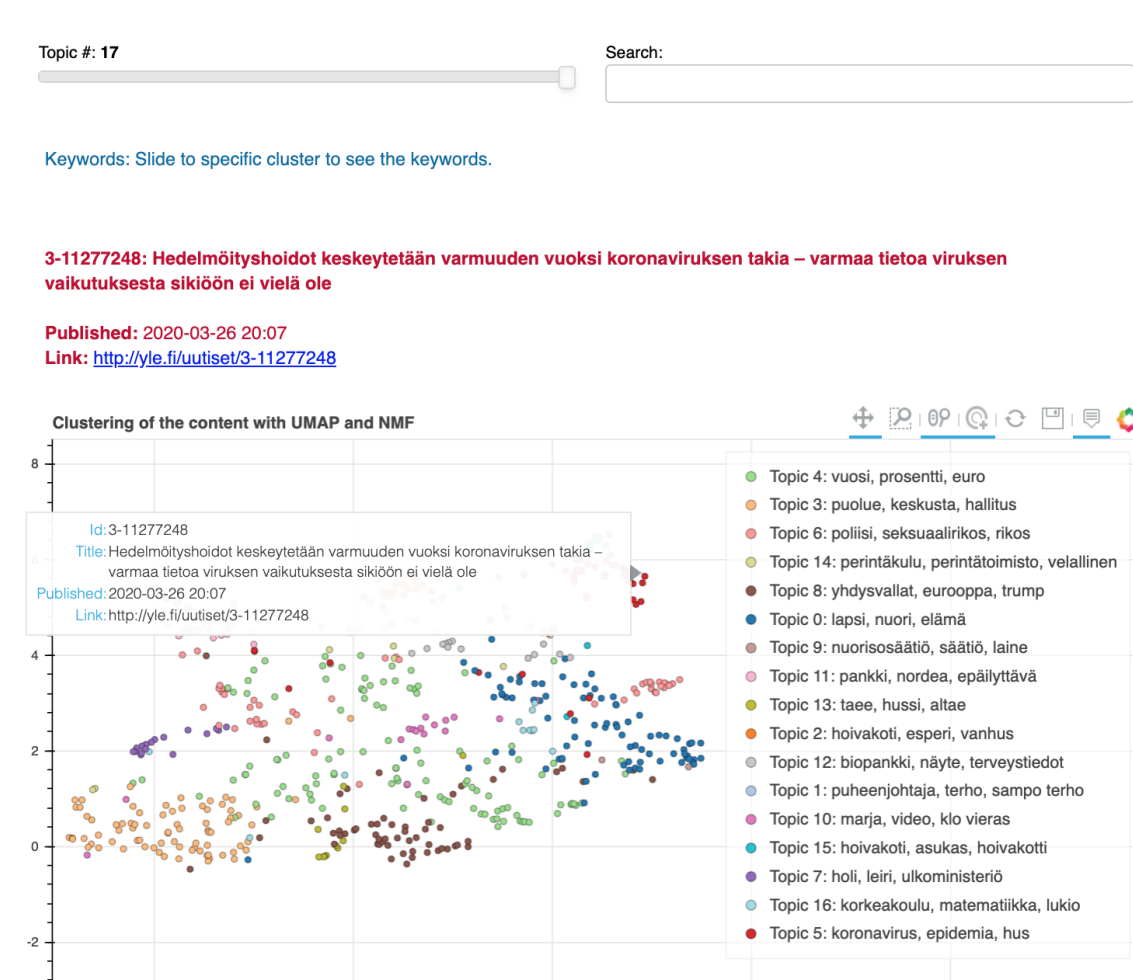 Topic #: 17
Search:
Keywords: Slide to specific cluster to see the keywords.
3-11277248: Hedelmöityshoidot keskeytetään varmuuden vuoksi koronaviruksen takia – varmaa tietoa viruksen
vaikutuksesta sikiöön ei vielä ole
Published: 2020-03-26 20:07
Link: http://yle.fi/uutiset/3-11277248
Clustering of the content with UMAP and NMF
8
6
4
2
0
-2
Id: 3-11277248
Title: Hedelmöityshoidot keskeytetään varmuuden vuoksi koronaviruksen takia –
varmaa tietoa viruksen vaikutuksesta sikiöön ei vielä ole
Published: 2020-03-26 20:07
Link: http://yle.fi/uutiset/3-11277248
Topic 4: vuosi, prosentti, euro
Topic 3: puolue, keskusta, hallitus
Topic 6: poliisi, seksuaalirikos, rikos
Topic 14: perintäkulu, perintätoimisto, velallinen
Topic 8: yhdysvallat, eurooppa, trump
Topic 0: lapsi, nuori, elämä
Topic 9: nuorisosäätiö, säätiö, laine
Topic 11: pankki, nordea, epäilyttävä
Topic 13: taee, hussi, altae
Topic 2: hoivakoti, esperi, vanhus
Topic 12: biopankki, näyte, terveystiedot
Topic 1: puheenjohtaja, terho, sampo terho
Topic 10: marja, video, klo vieras
Topic 15: hoivakoti, asukas, hoivakotti
Topic 7: holi, leiri, ulkoministeriö
Topic 16: korkeakoulu, matematiikka, lukio
Topic 5: koronavirus, epidemia, hus